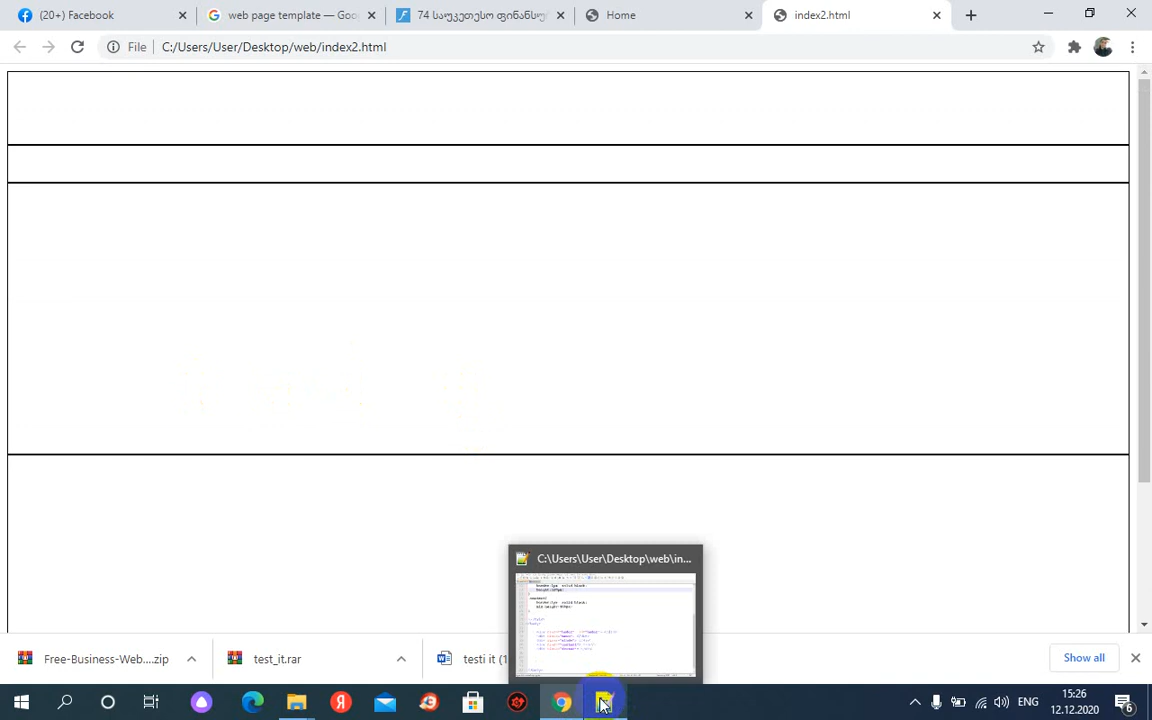 (20+) Facebook
web page template — Goo
74 საუკეთესო ფინანსურ
Home
index2.html
File
C:/Users/User/Desktop/web/index2.html
C:\Users\User\Desktop\web\in...
Free-Business-Web....zip
test_it.rar
testi it (1
Show all
ENG
15:26
12.12.2020
6